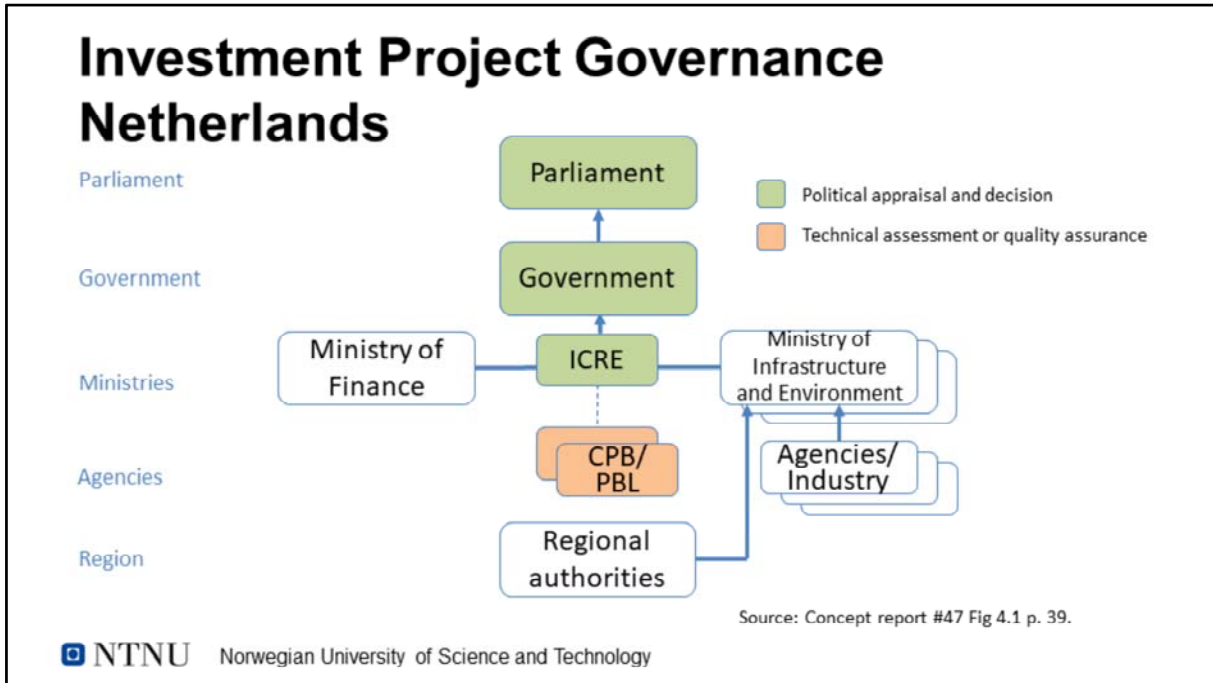 Investment Project Governance
Netherlands
Parliament
Parliament
Political appraisal and decision
Technical assessment or quality assurance
Government
Government
Ministries
Ministry of
Finance
ICRE
Ministry of
Infrastructure
and Environment
Agencies
CPB/
PBL
Agencies/
Industry
Region
Regional
authorities
Source: Concept report #47 Fig 4.1 p. 39.
NTNU Norwegian University of Science and Technology